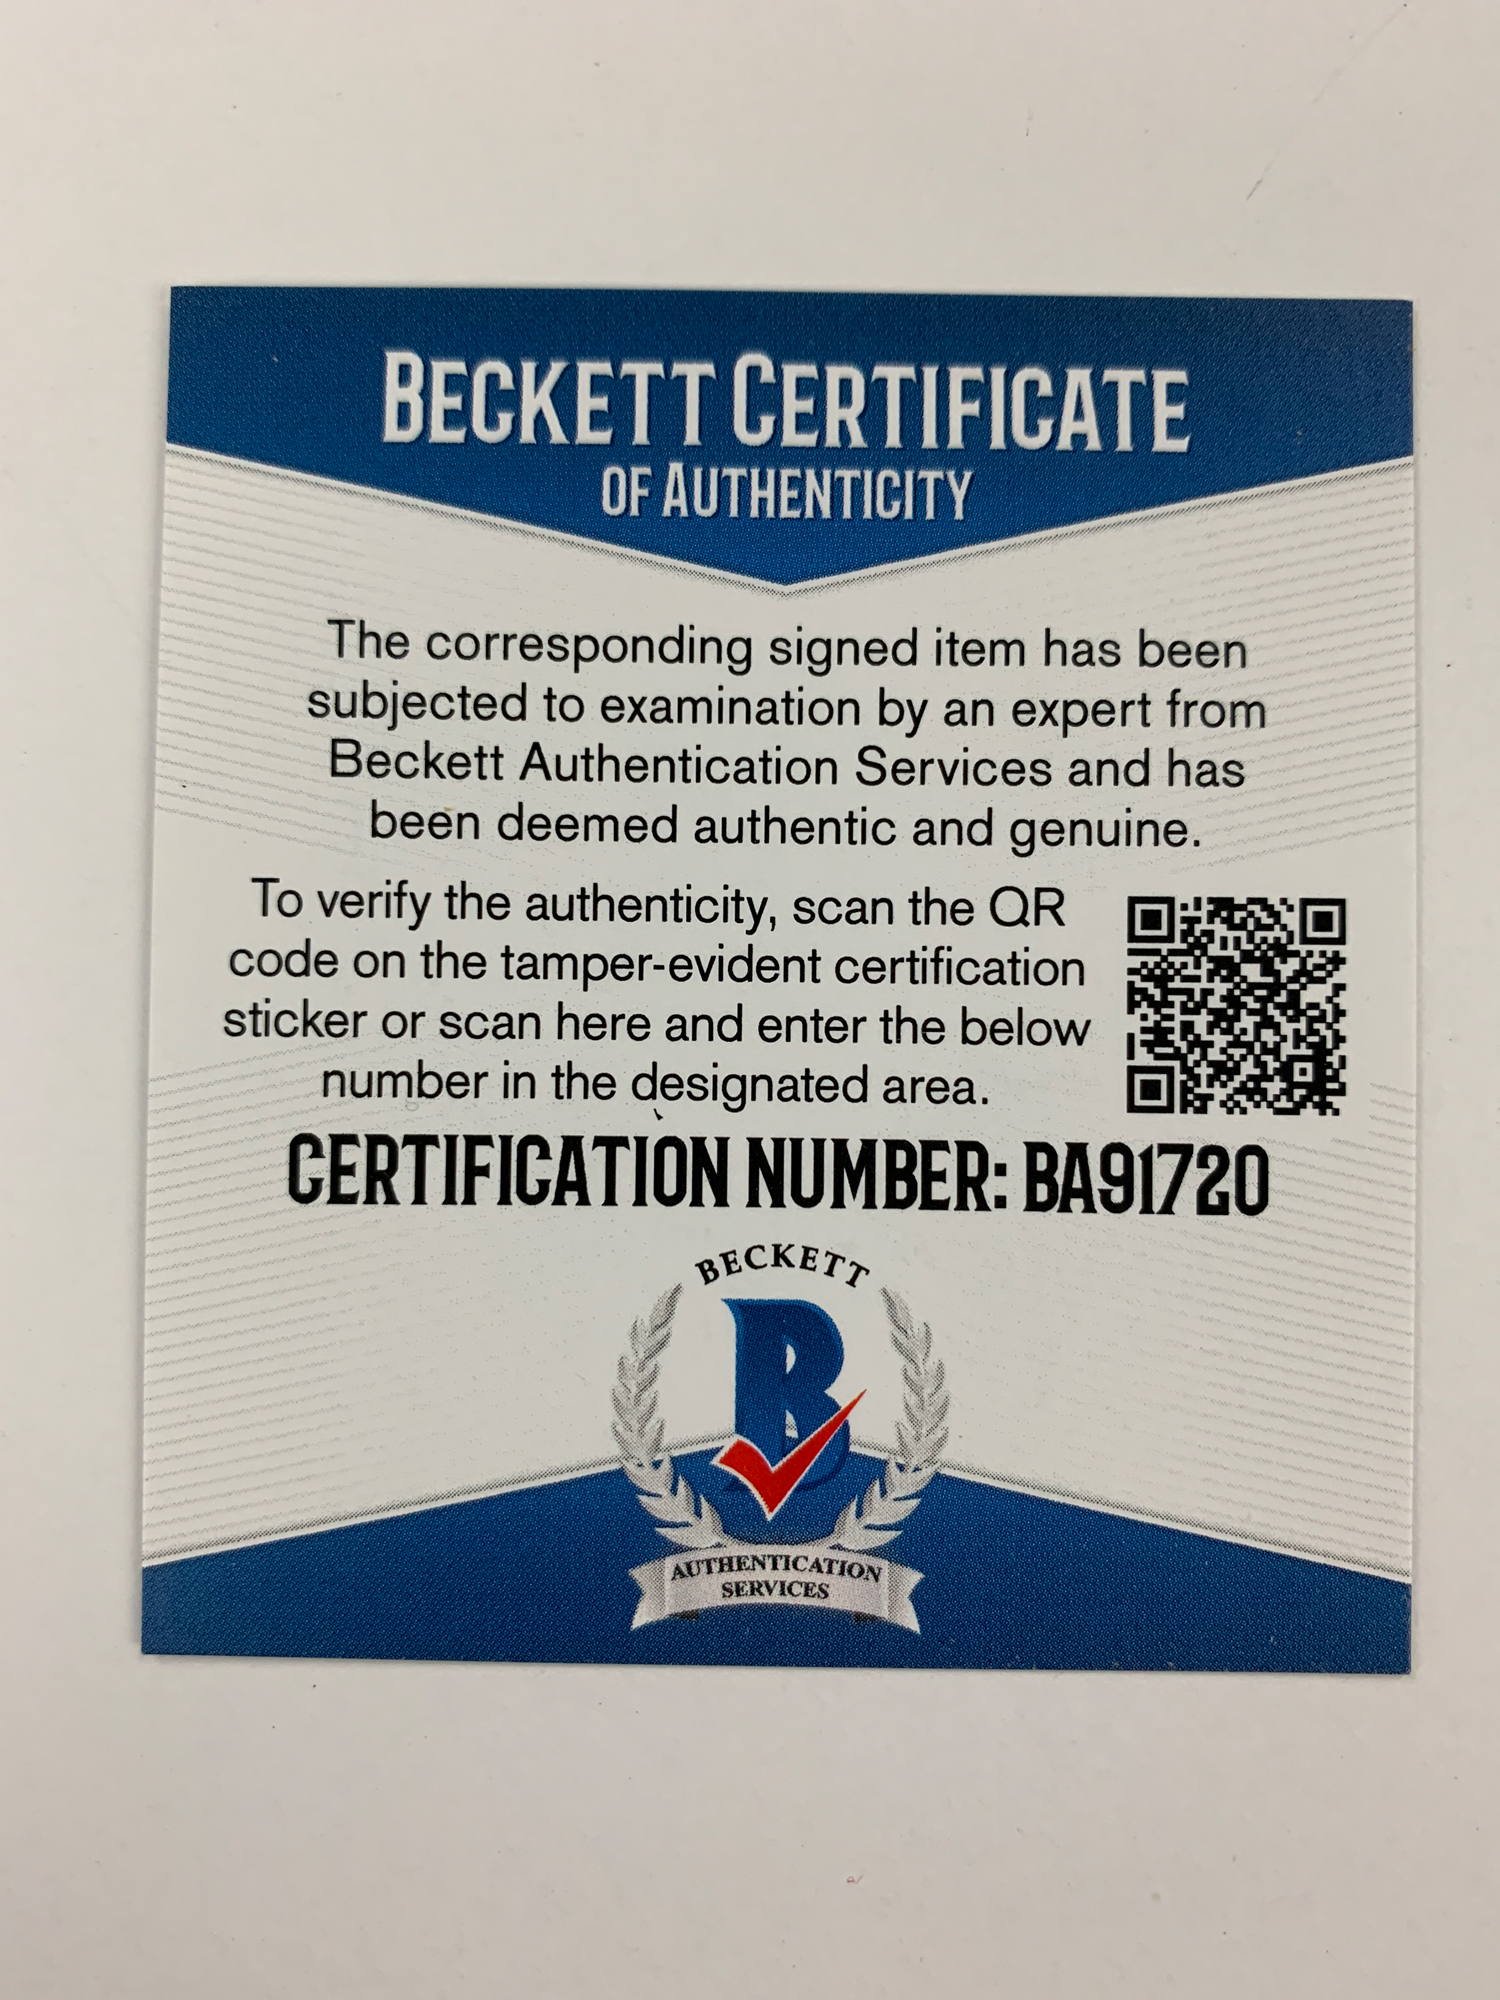 BECKETT CERTIFICATE
OF AUTHENTICITY
The corresponding signed item has been
subjected to examination by an expert from
Beckett Authentication Services and has
been deemed authentic and genuine.
To verify the authenticity, scan the QR
code on the tamper-evident certification
sticker or scan here and enter the below
number in the designated area.
CERTIFICATION NUMBER: BA91720
BECKETT
B
AUTHENTICATION
SERVICES